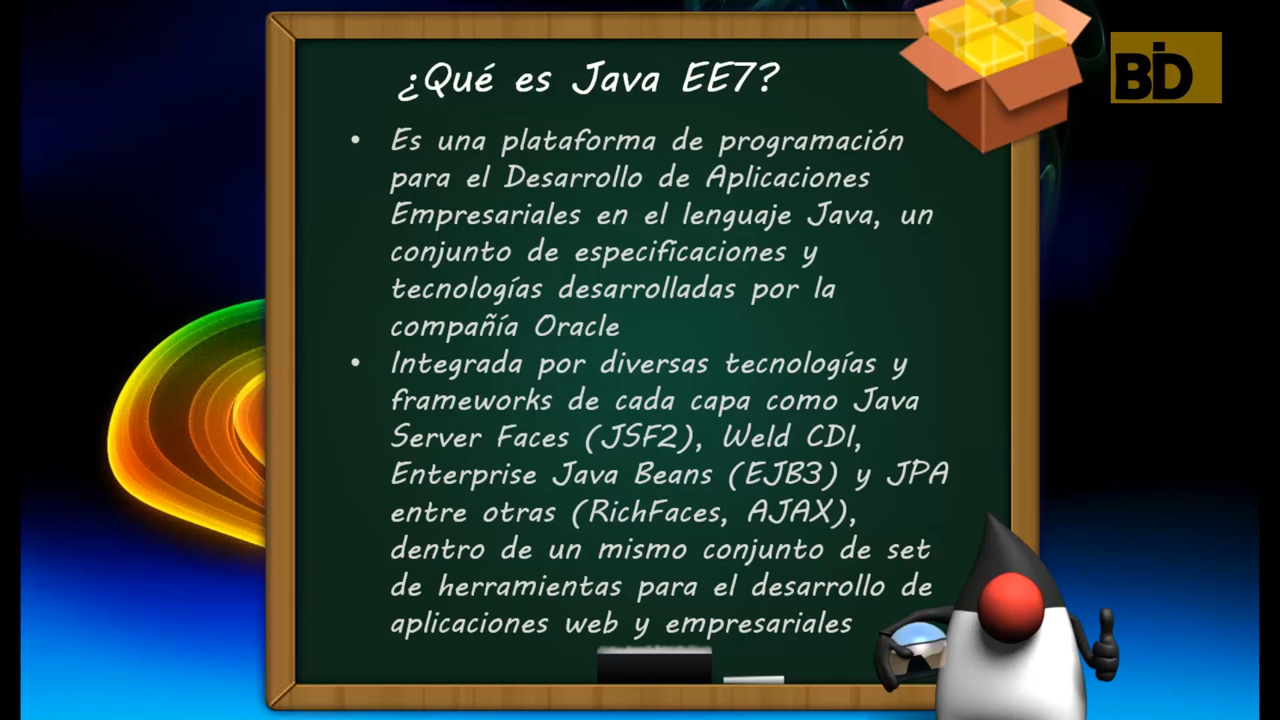 ¿Qué es Java EE7?
• Es una plataforma de programación
para el Desarrollo de Aplicaciones
Empresariales en el lenguaje Java, un
conjunto de especificaciones y
tecnologías desarrolladas por la
compañía Oracle
• Integrada por diversas tecnologías y
frameworks de cada capa como Java
Server Faces (JSF2), Weld CDI,
Enterprise Java Beans (EJB3) y JPA
entre otras (RichFaces, AJAX),
dentro de un mismo conjunto de set
de herramientas para el desarrollo de
aplicaciones web y empresariales
BID